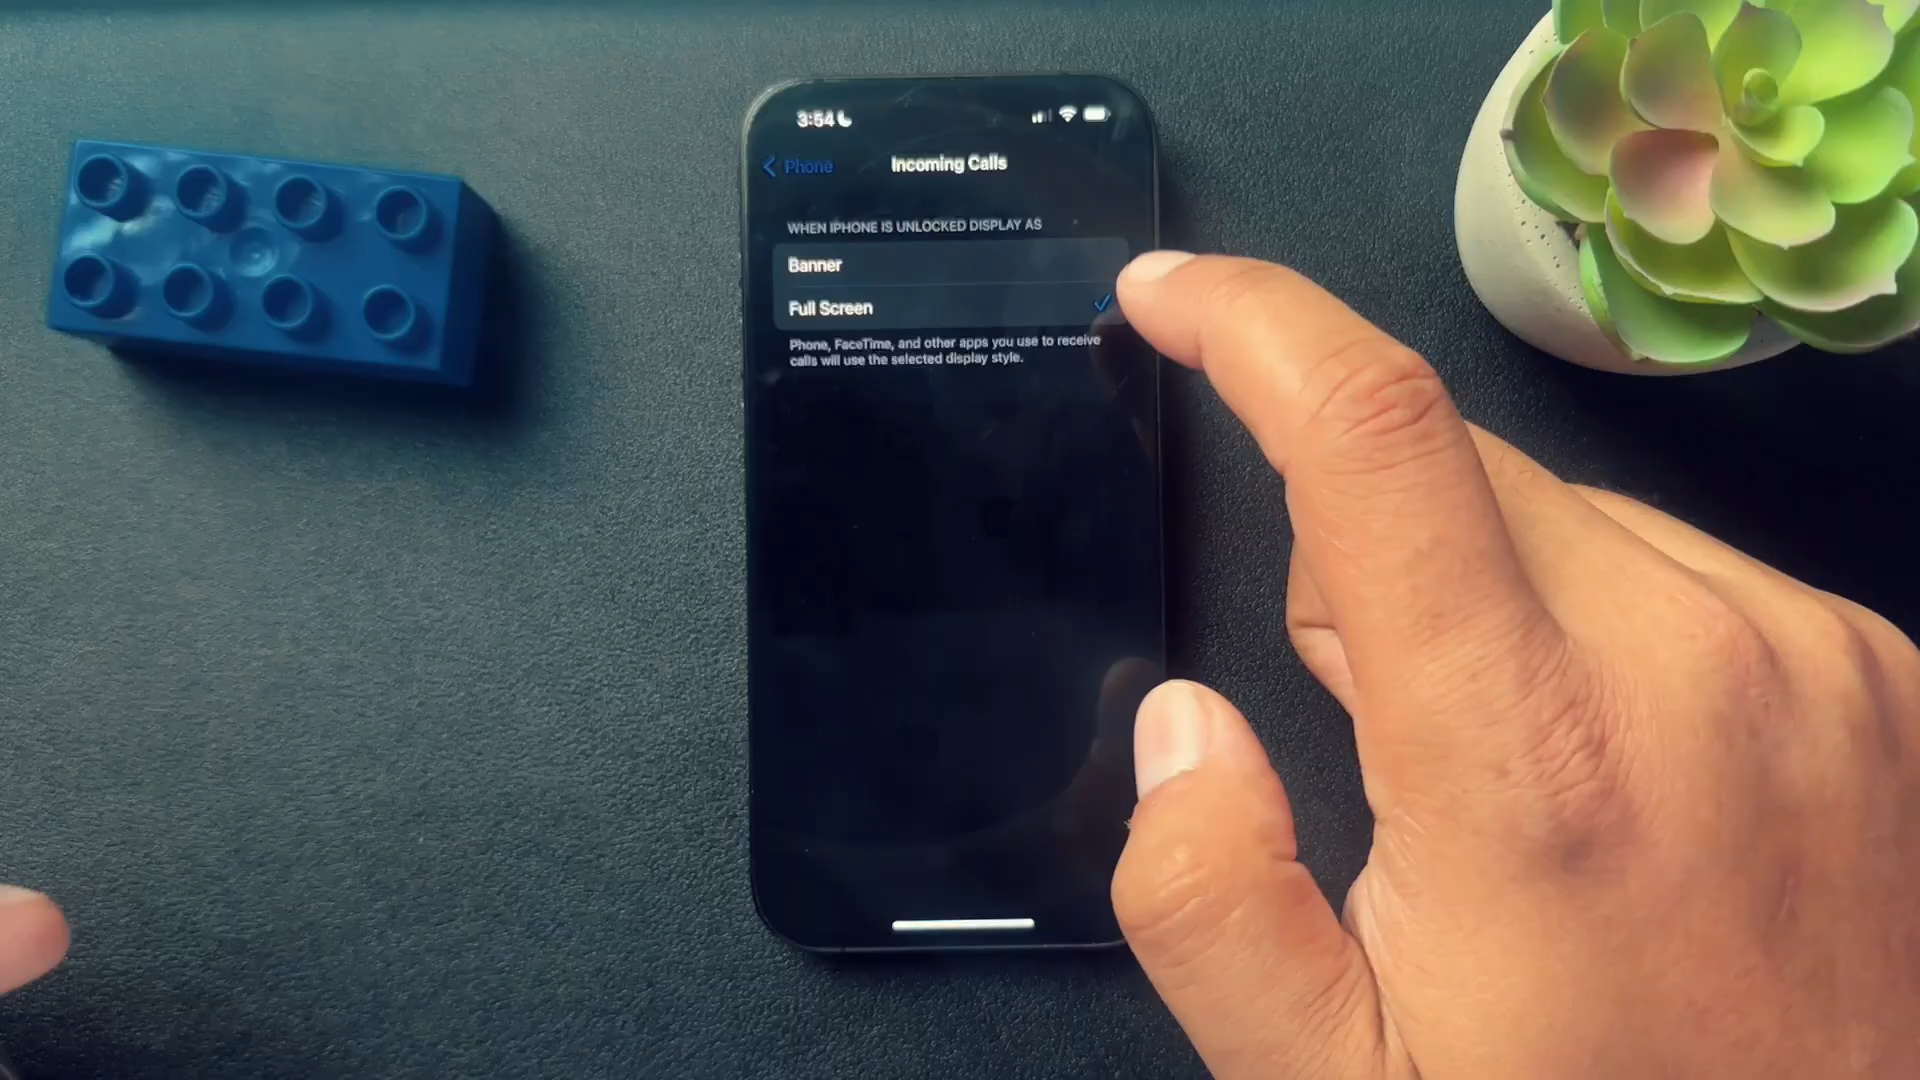 3:54
Phone
Incoming Calls
WHEN IPHONE IS UNLOCKED DISPLAY AS
Banner
Full Screen
Phone, FaceTime, and other apps you use to receive
calls will use the selected display style.